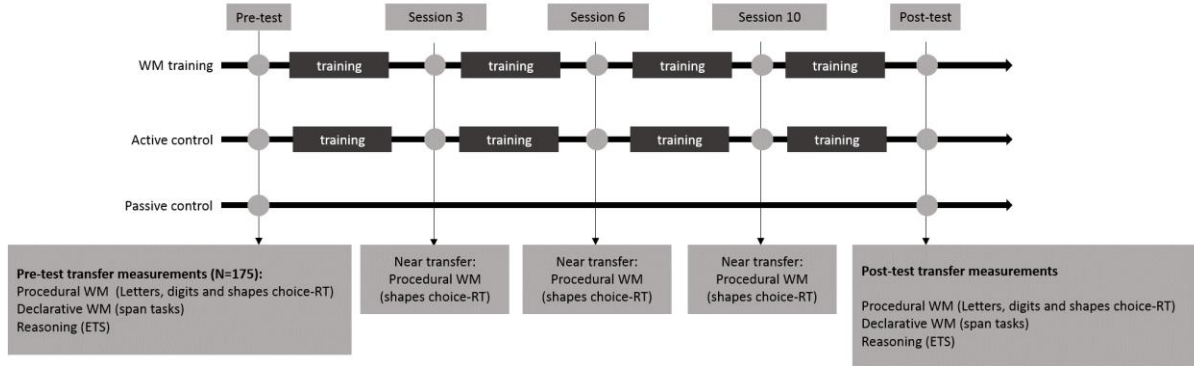 Pre-test
Session 3
Session 6
Session 10
Post-test
WM training
training
training
training
training
Active control
training
training
training
training
Passive control
Pre-test transfer measurements (N=175):
Procedural WM (Letters, digits and shapes choice-RT)
Declarative WM (span tasks)
Reasoning (ETS)
Near transfer:
Procedural WM
(shapes choice-RT)
Near transfer:
Procedural WM
(shapes choice-RT)
Near transfer:
Procedural WM
(shapes choice-RT)
Post-test transfer measurements
Procedural WM (Letters, digits and shapes choice-RT)
Declarative WM (span tasks)
Reasoning (ETS)